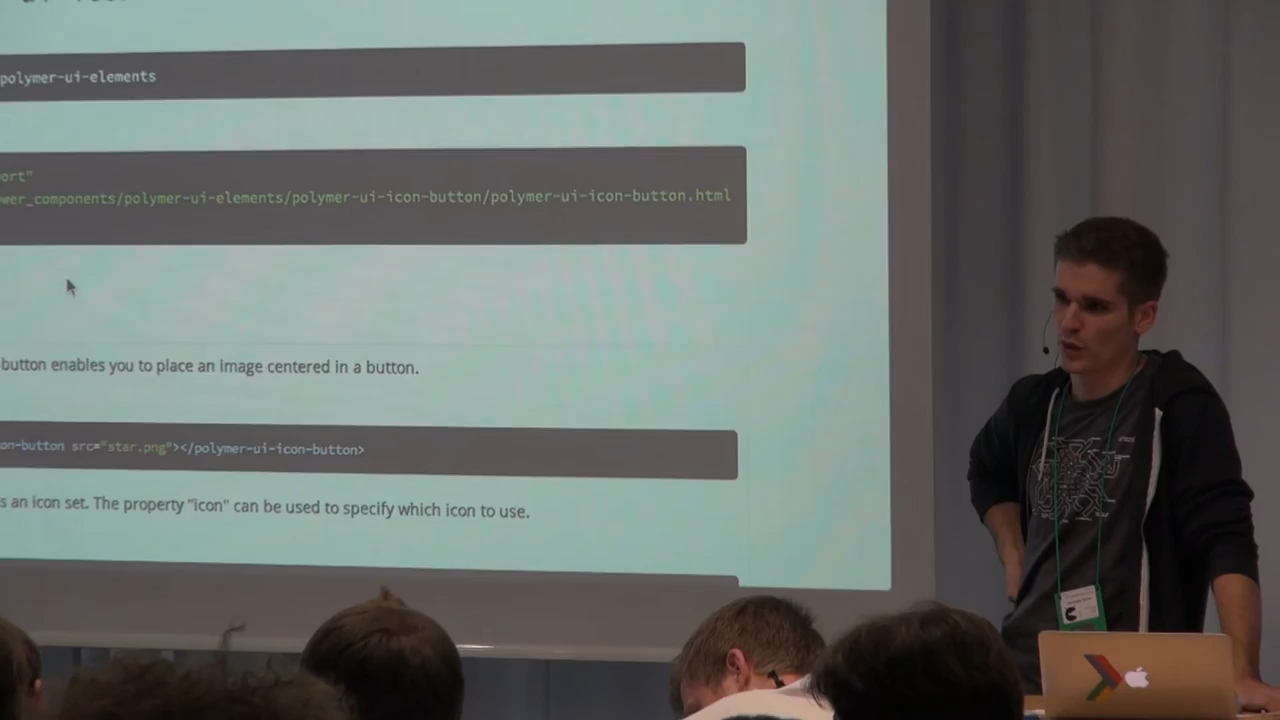 polymer-ui-elements
ort"
wer_components/polymer-ui-elements/polymer-ui-icon-button/polymer-ui-icon-button.html
button enables you to place an image centered in a button.
on-button src="star.png"></polymer-ui-icon-button>
s an icon set. The property "icon" can be used to specify which icon to use.